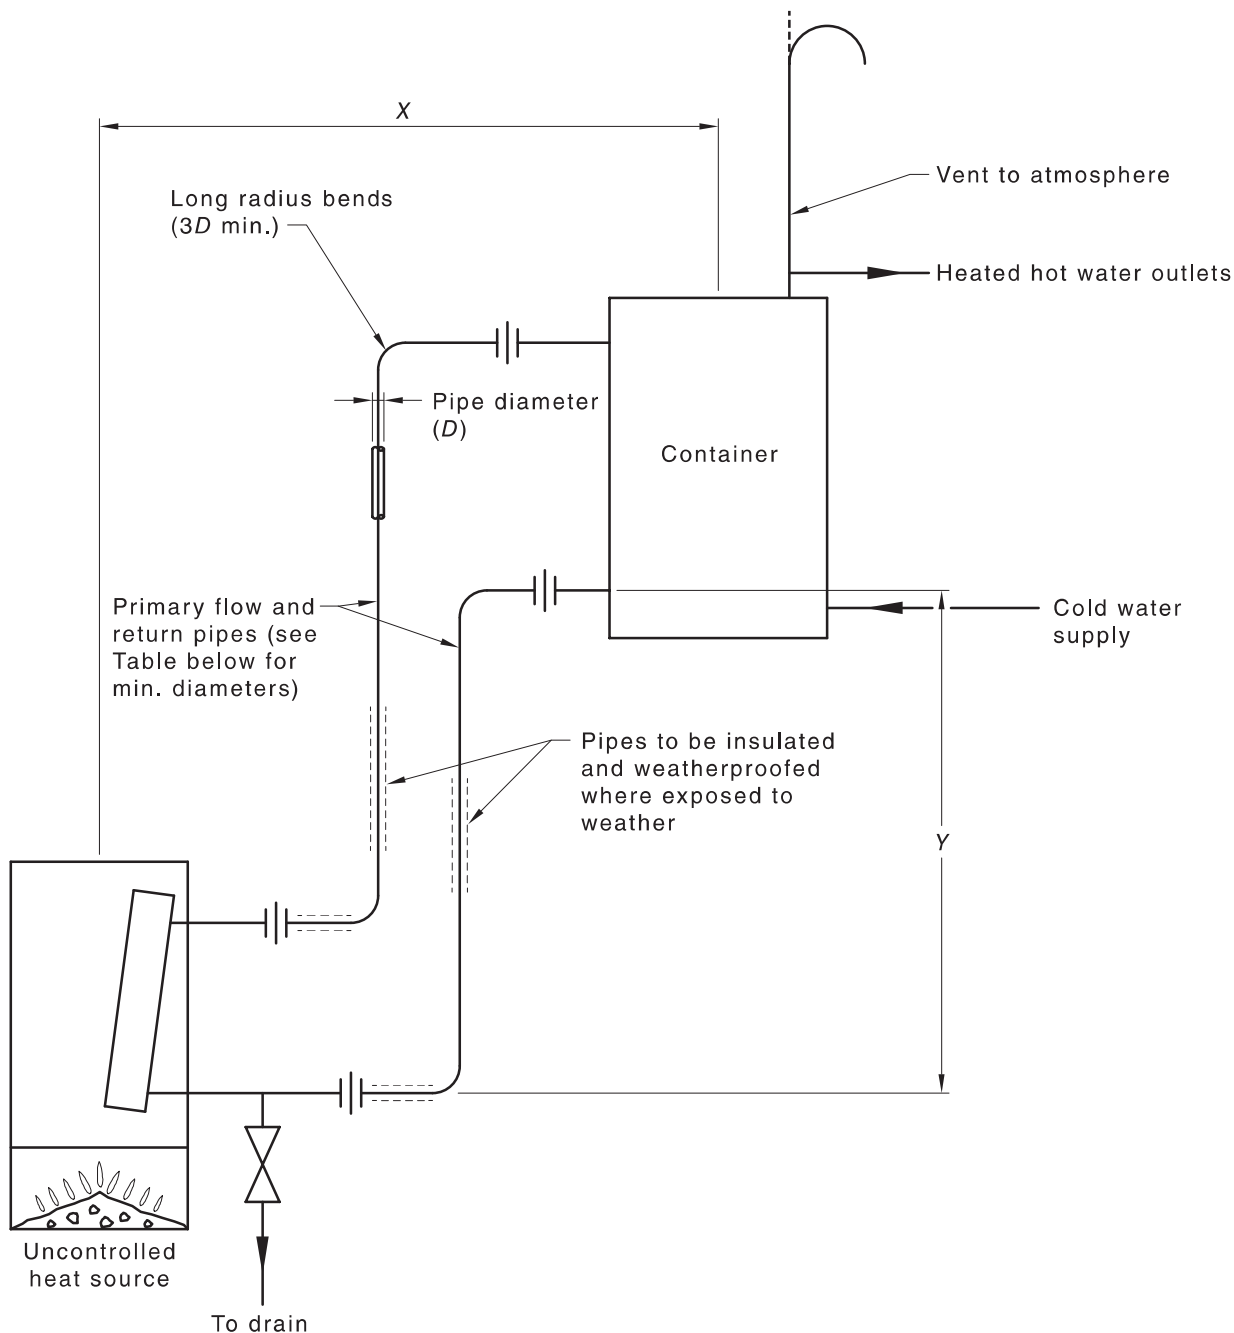 X
Vent to atmosphere
Long radius bends
(3D min.)
Heated hot water outlets
Pipe diameter
(D)
Container
Primary flow and
return pipes (see
Table below for
min. diameters)
Cold water
supply
Pipes to be insulated
and weatherproofed
where exposed to
weather
Y
Uncontrolled
heat source
To drain